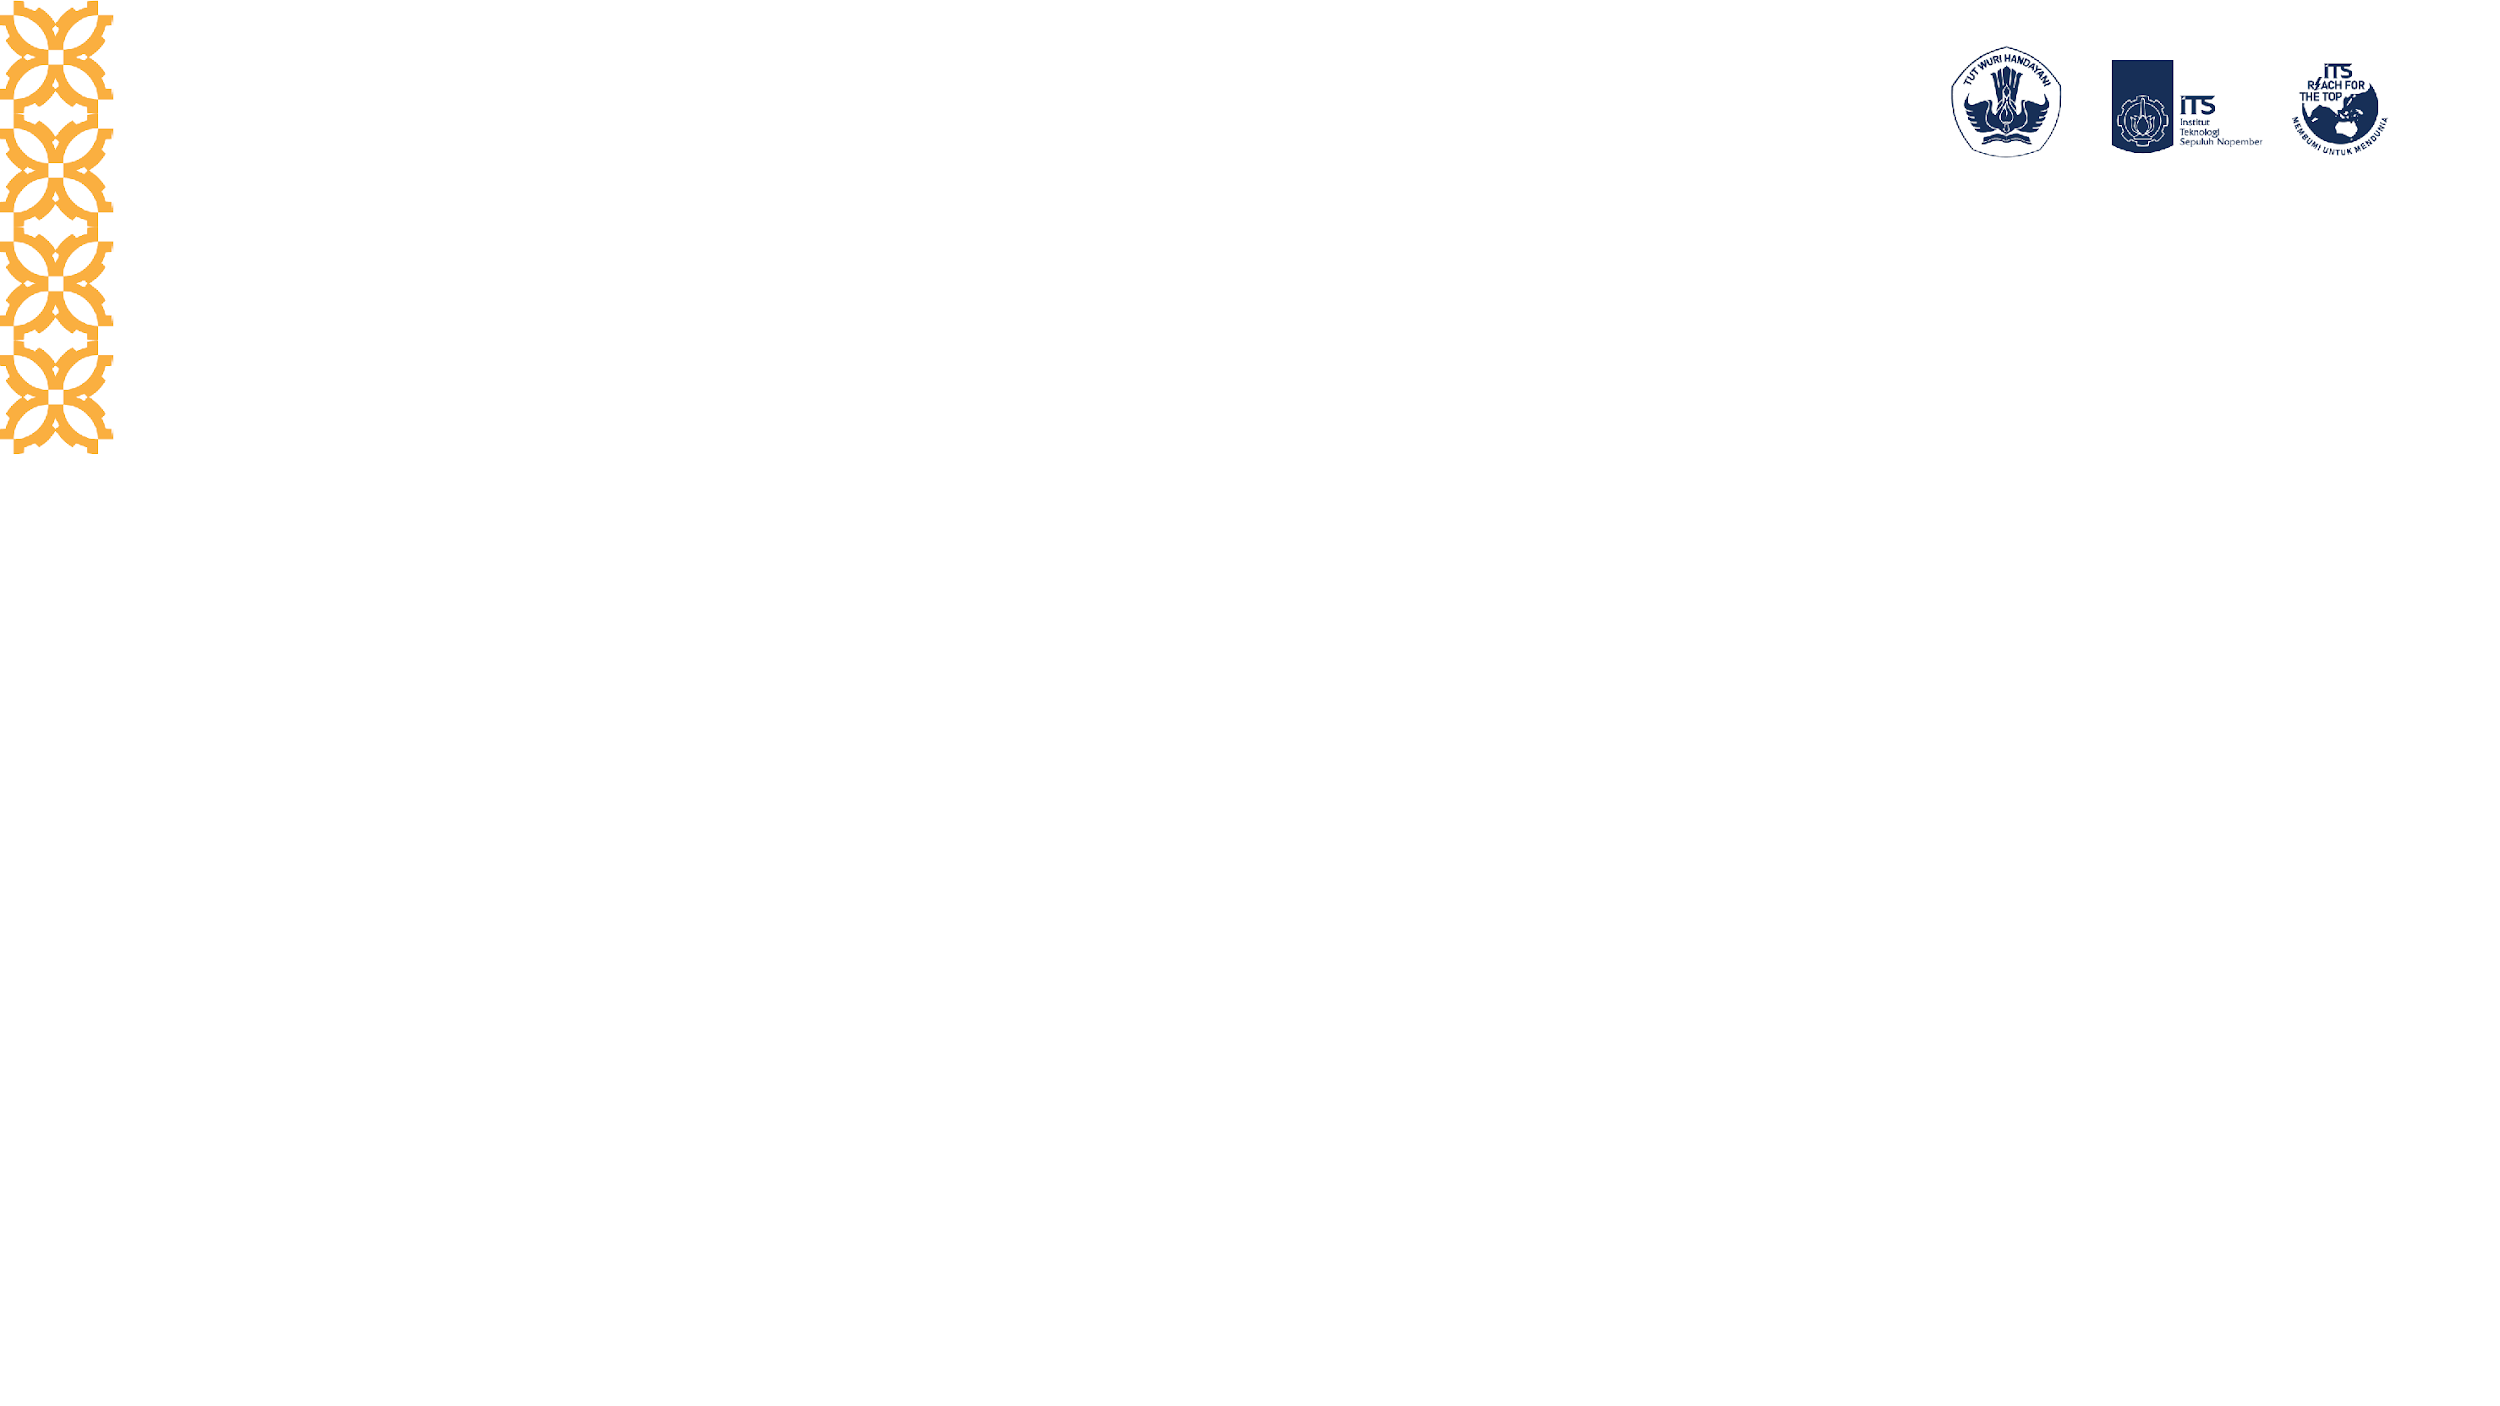 TUT WURI HANDAYANI
ITS
Institut
Teknologi
Sepuluh Nopember
ITS
REACH FOR
THE TOP
MEMBUMI UNTUK MENDUNIA